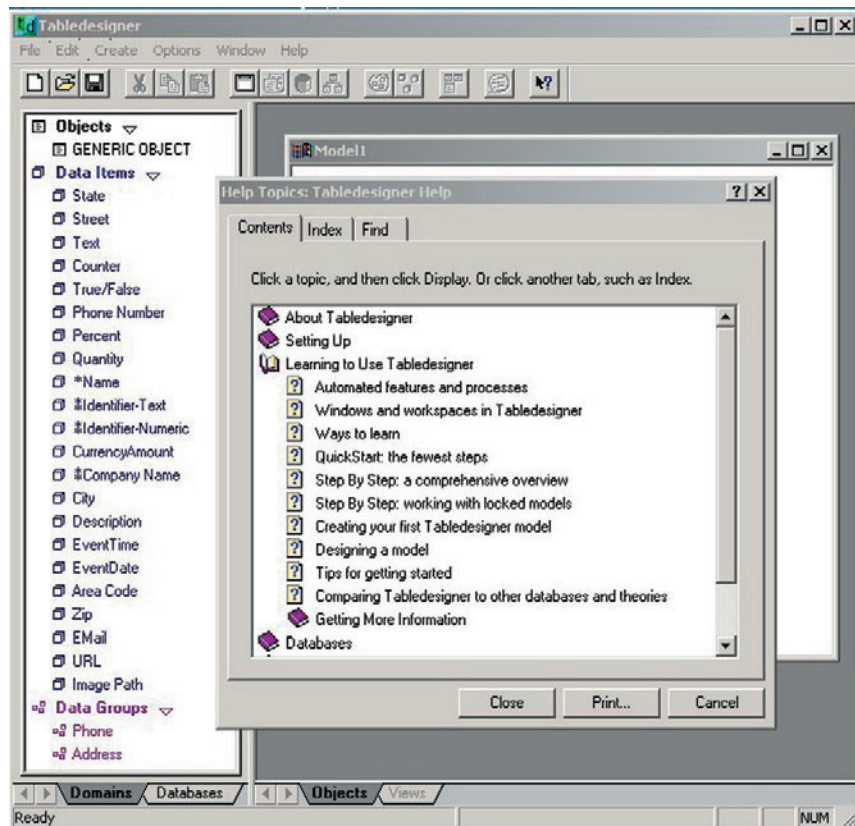 td Tabledesigner
File Edit Create Options Window Help
Objects
GENERIC OBJECT
Data Items
State
Street
Text
Counter
True/False
Phone Number
Percent
Quantity
*Name
‡Identifier-Text
‡Identifier-Numeric
CurrencyAmount
‡Company Name
City
Description
EventTime
EventDate
Area Code
Zip
EMail
URL
Image Path
Data Groups
Phone
Address
Domains Databases
Model1
Help Topics: Tabledesigner Help
Contents Index Find
Click a topic, and then click Display. Or click another tab, such as Index.
About Tabledesigner
Setting Up
Learning to Use Tabledesigner
Automated features and processes
Windows and workspaces in Tabledesigner
Ways to learn
QuickStart: the fewest steps
Step By Step: a comprehensive overview
Step By Step: working with locked models
Creating your first Tabledesigner model
Designing a model
Tips for getting started
Comparing Tabledesigner to other databases and theories
Getting More Information
Databases
Close Print... Cancel
Objects Views
Ready NUM